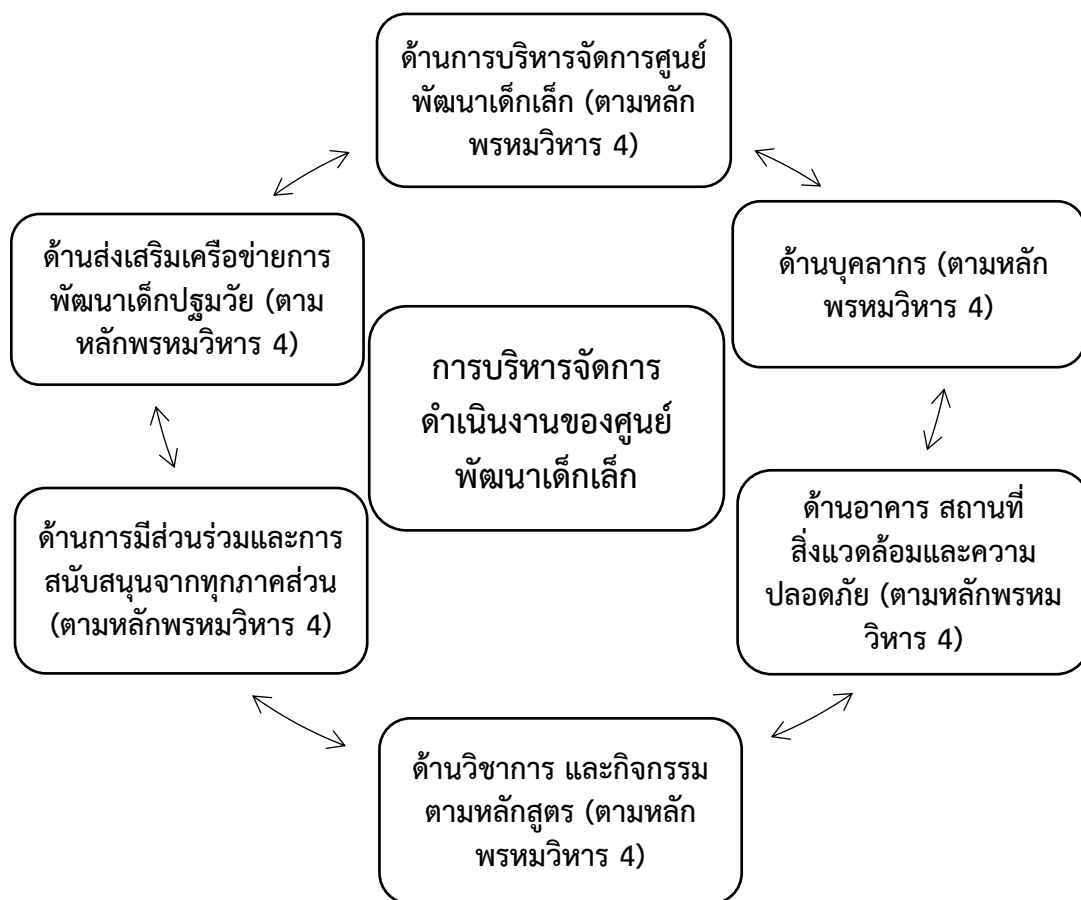 ด้านการบริหารจัดการศูนย์
พัฒนาเด็กเล็ก (ตามหลัก
พรหมวิหาร 4)
ด้านส่งเสริมเครือข่ายการ
พัฒนาเด็กปฐมวัย (ตาม
หลักพรหมวิหาร 4)
ด้านบุคลากร (ตามหลัก
พรหมวิหาร 4)
การบริหารจัดการ
ดำเนินงานของศูนย์
พัฒนาเด็กเล็ก
ด้านการมีส่วนร่วมและการ
สนับสนุนจากทุกภาคส่วน
(ตามหลักพรหมวิหาร 4)
ด้านอาคาร สถานที่
สิ่งแวดล้อมและความ
ปลอดภัย (ตามหลักพรหม
วิหาร 4)
ด้านวิชาการ และกิจกรรม
ตามหลักสูตร (ตามหลัก
พรหมวิหาร 4)